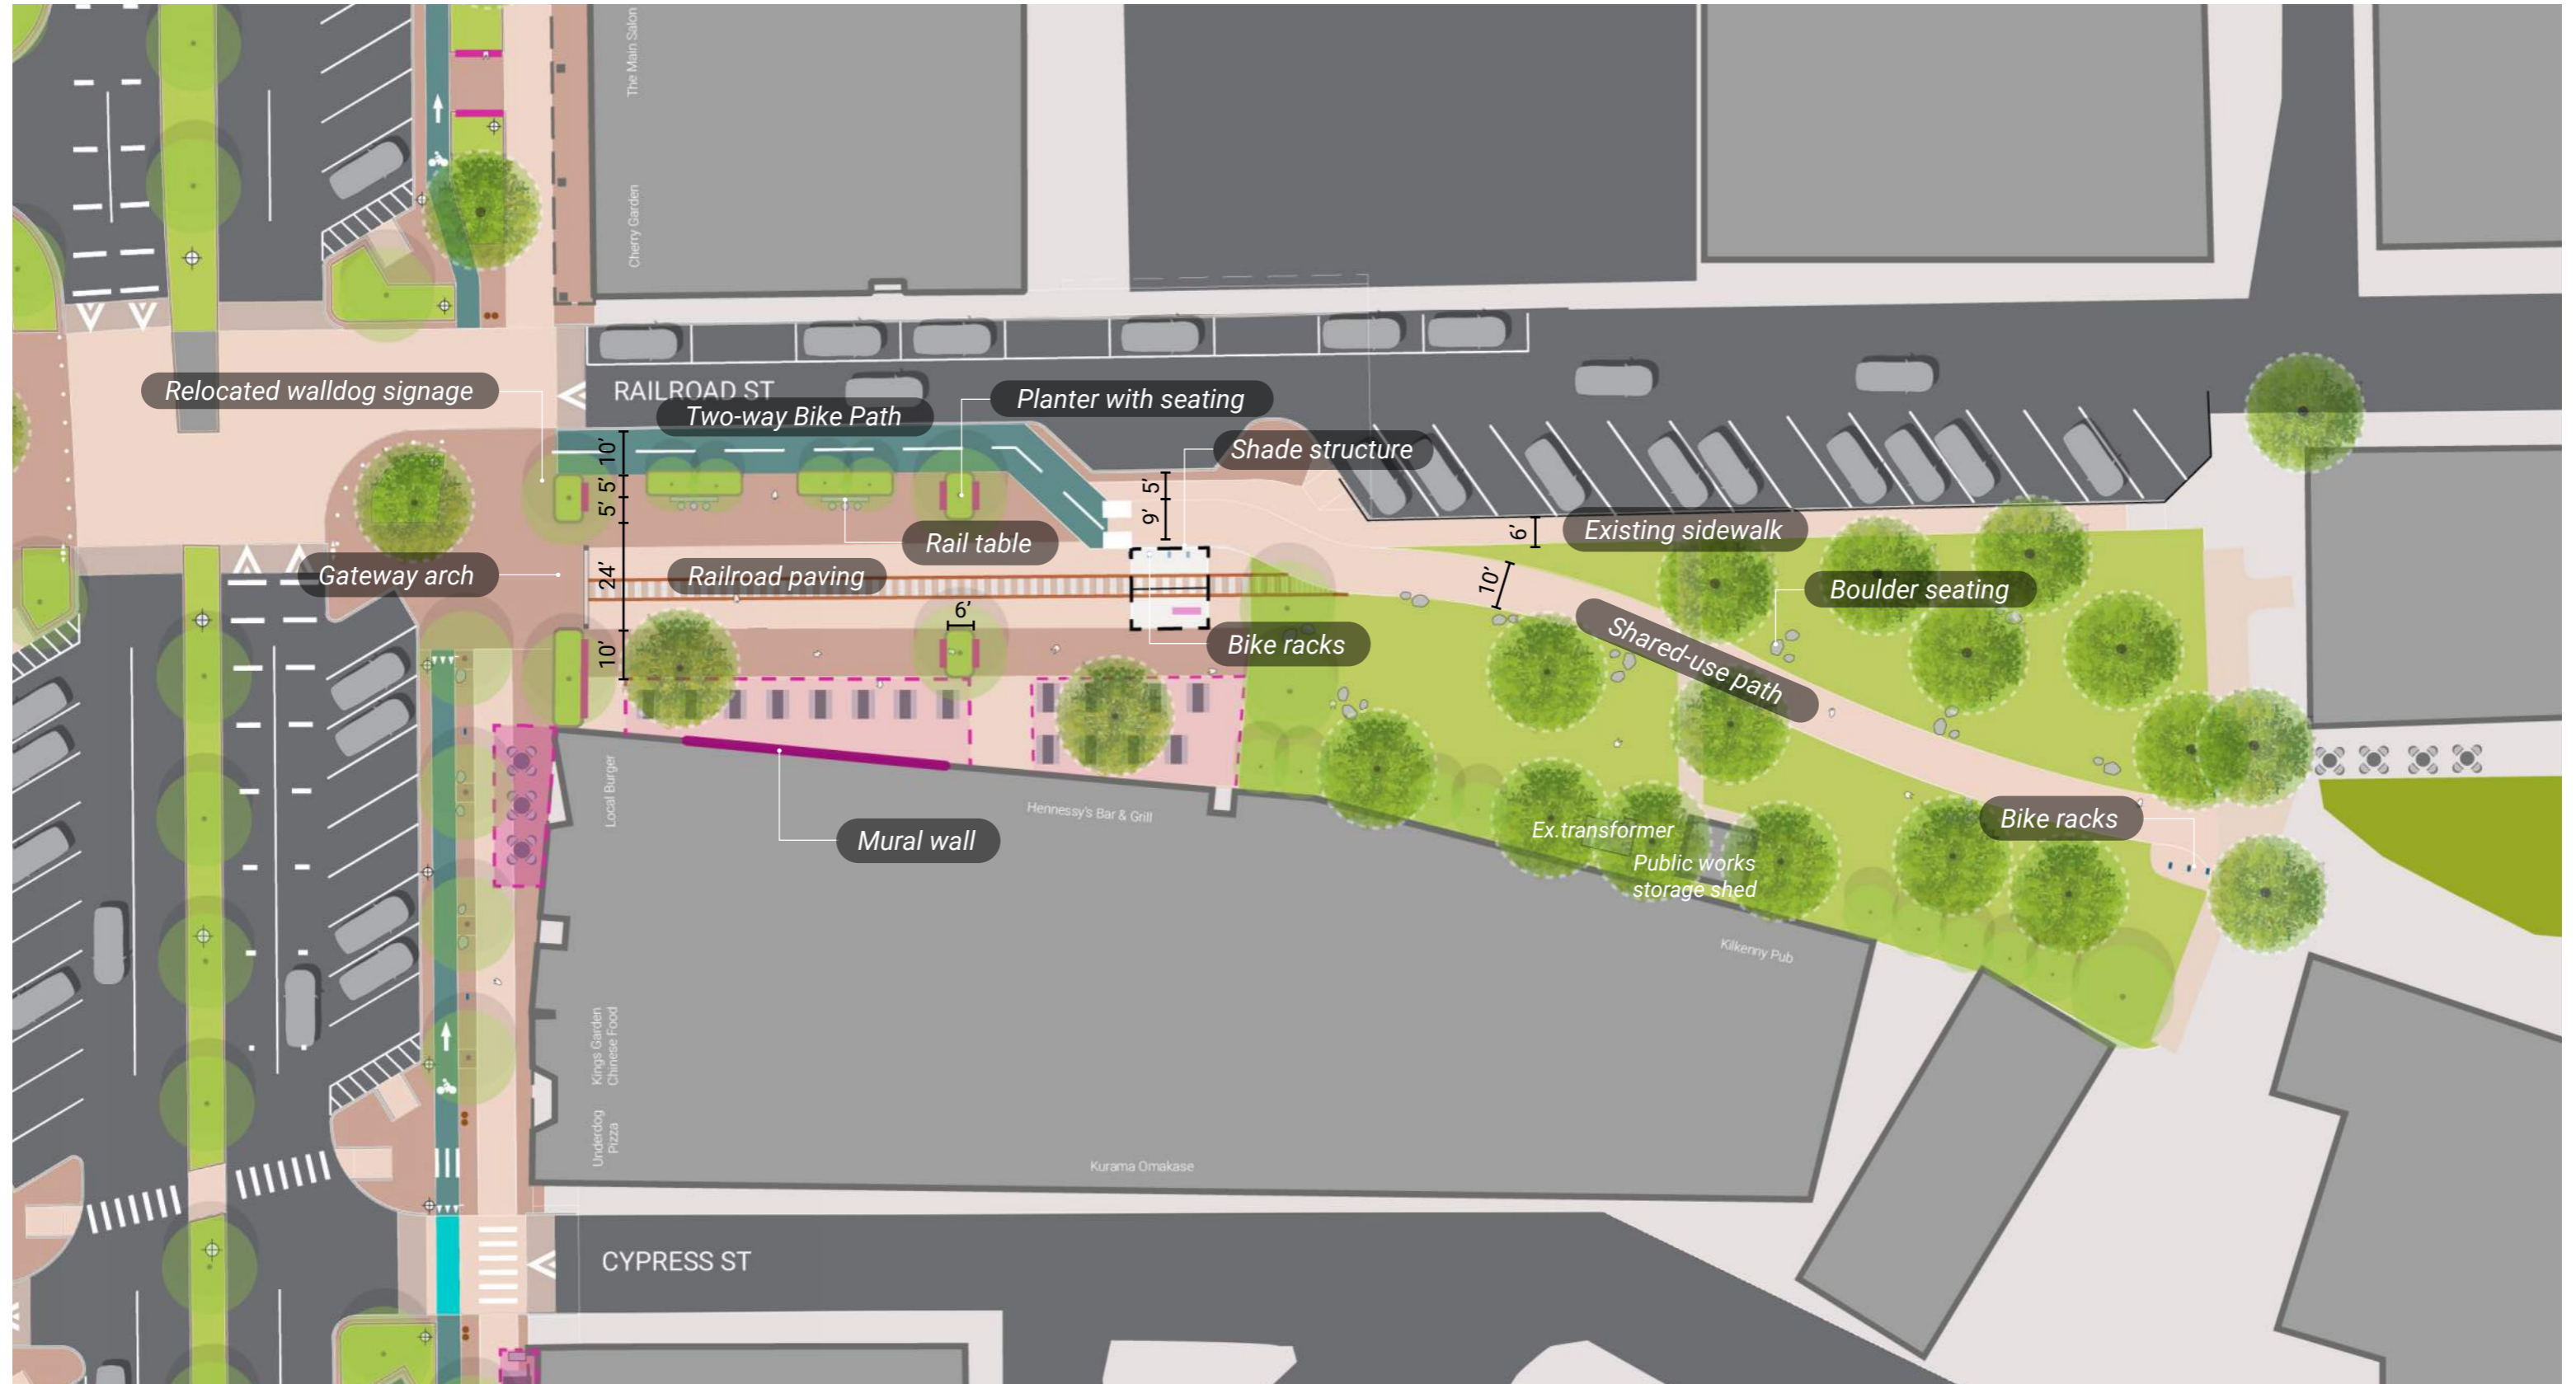 The Main Salon
Cherry Garden
RAILROAD ST
Relocated walldog signage
Two-way Bike Path
Planter with seating
Shade structure
10'
5'
5'
24'
10'
5'
9'
Rail table
6'
Existing sidewalk
Gateway arch
Railroad paving
10'
Boulder seating
6'
Bike racks
Shared-use path
Local Burger
Mural wall
Hennessy's Bar & Grill
Bike racks
Ex.transformer
Public works
storage shed
Kilkenny Pub
Kings Garden
Chinese Food
Underdog
Pizza
Kurama Omakase
CYPRESS ST